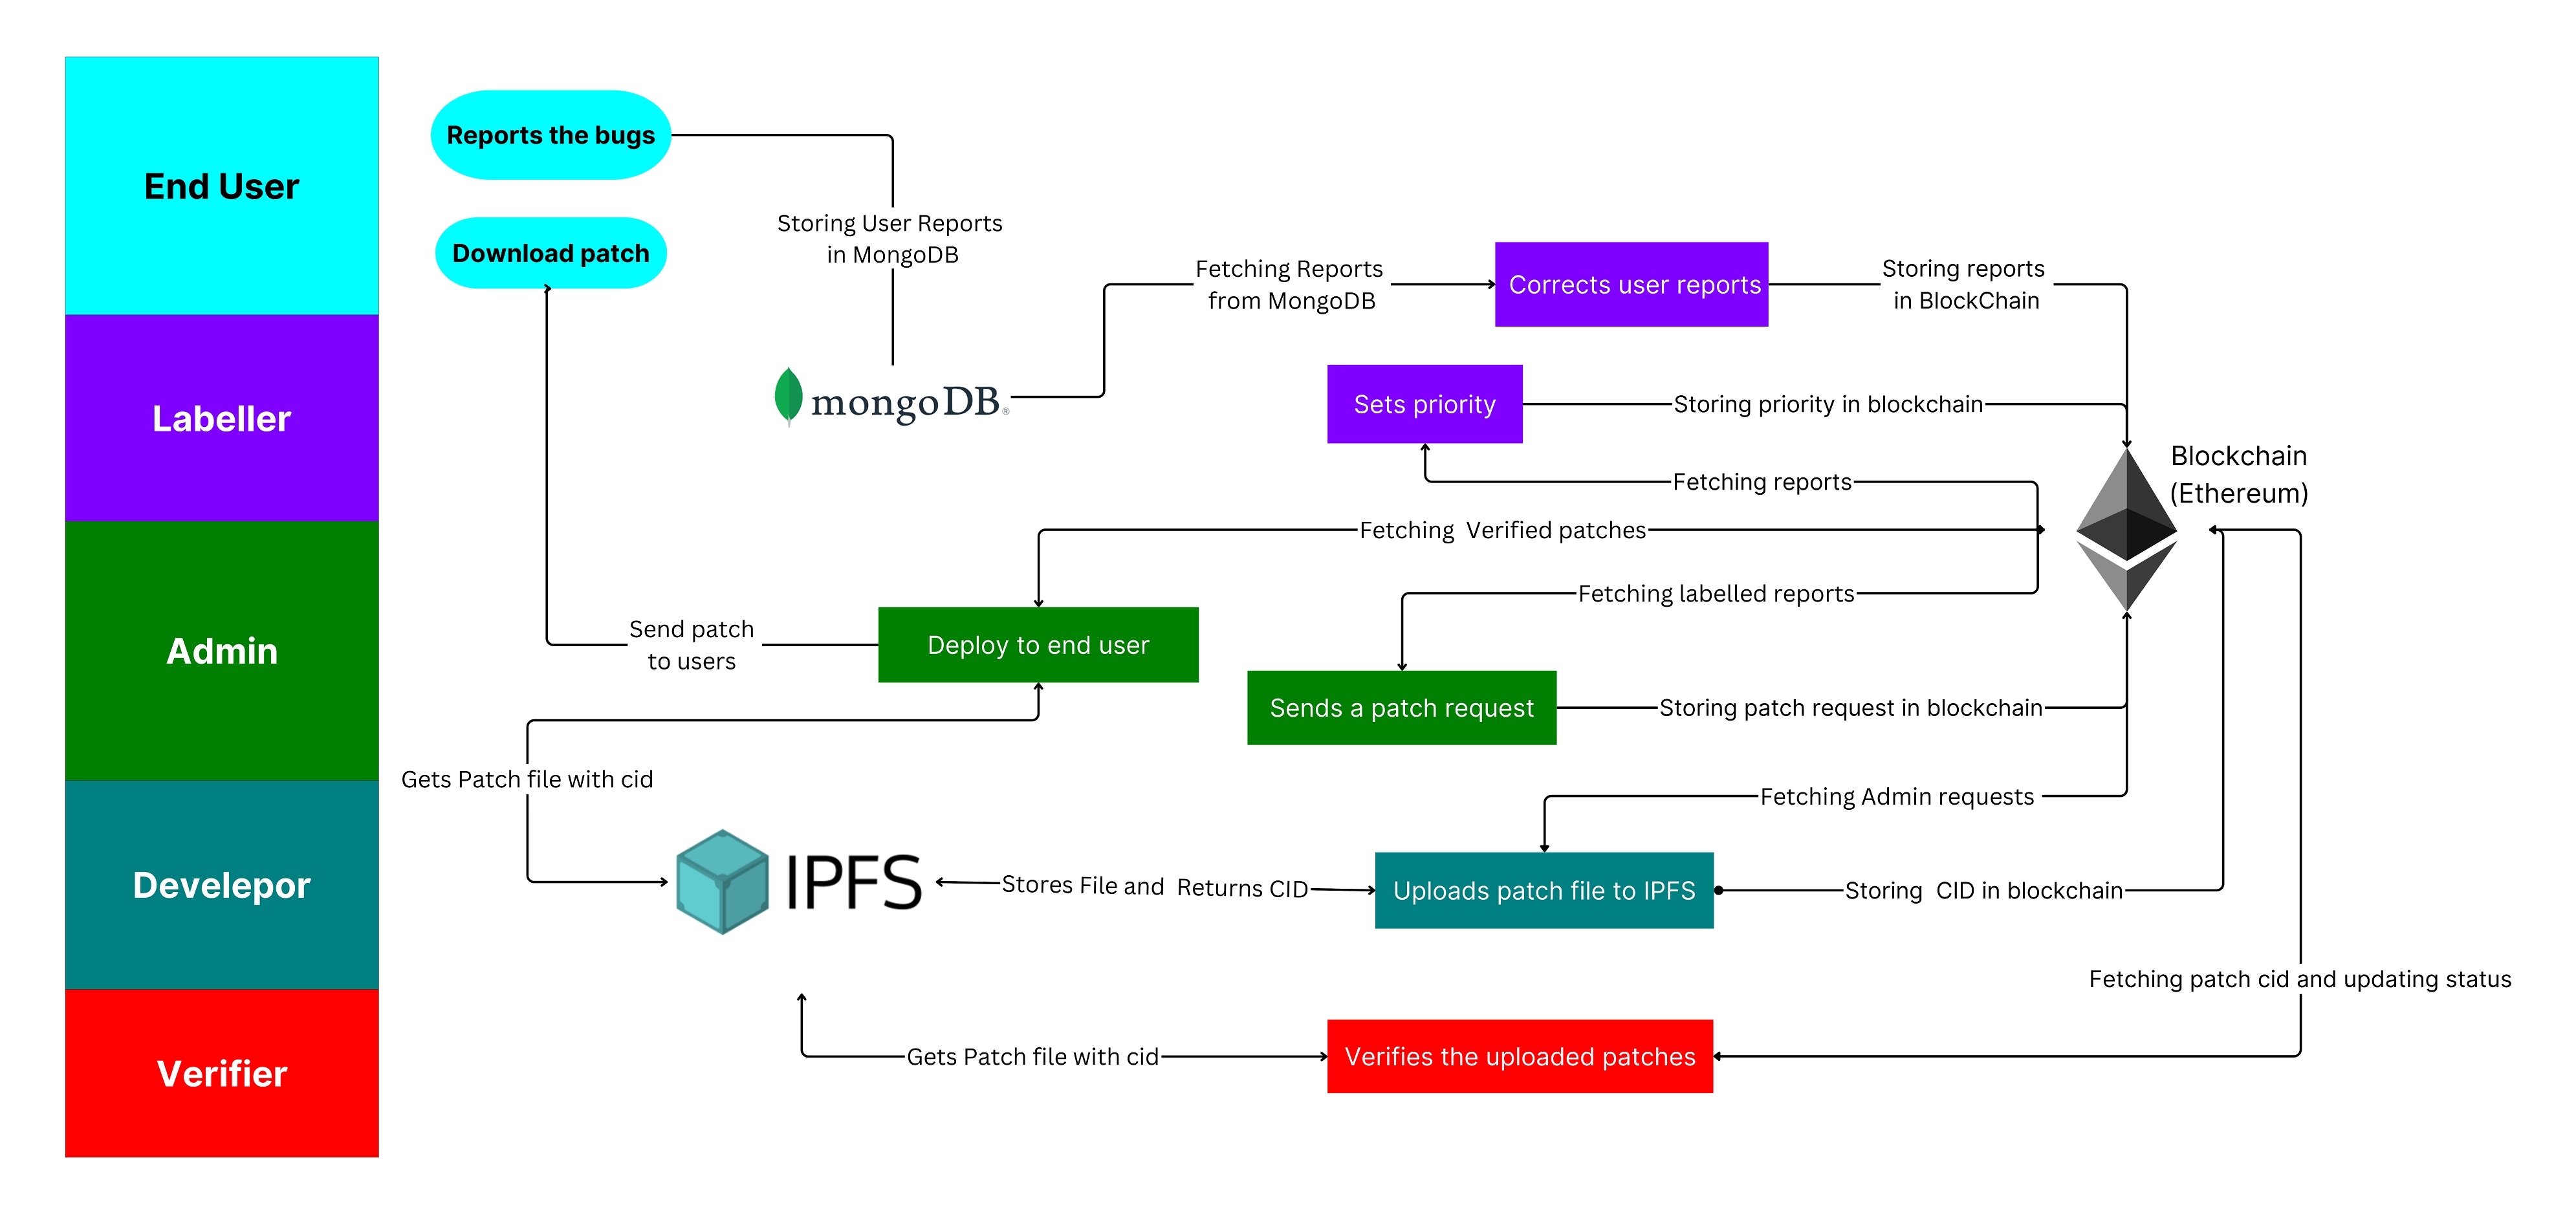 End User
Labeller
Admin
Develepor
Verifier
Reports the bugs
Download patch
Storing User Reports
in MongoDB
mongoDB®
Fetching Reports
from MongoDB
Corrects user reports
Storing reports
in BlockChain
Sets priority
Storing priority in blockchain
Fetching reports
Blockchain
(Ethereum)
Fetching Verified patches
Fetching labelled reports
Send patch
to users
Deploy to end user
Sends a patch request
Storing patch request in blockchain
Gets Patch file with cid
Fetching Admin requests
IPFS
Stores File and Returns CID
Uploads patch file to IPFS
Storing CID in blockchain
Fetching patch cid and updating status
Gets Patch file with cid
Verifies the uploaded patches